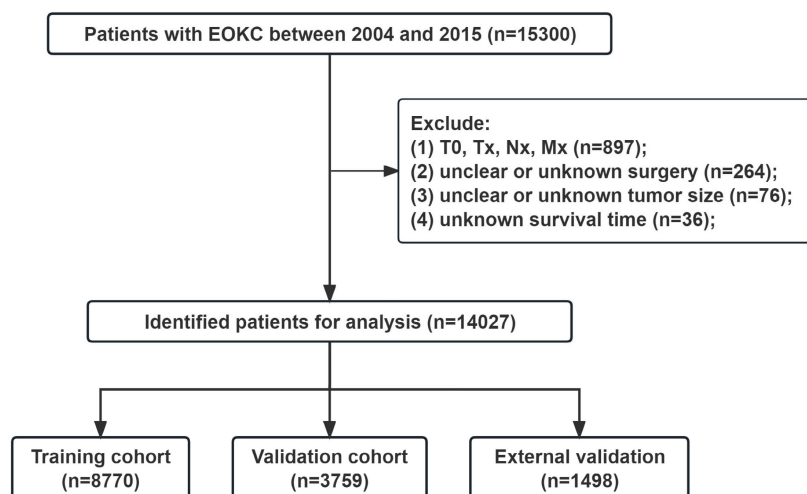 Patients with EOKC between 2004 and 2015 (n=15300)
Exclude:
(1) T0, Tx, Nx, Mx (n=897);
(2) unclear or unknown surgery (n=264);
(3) unclear or unknown tumor size (n=76);
(4) unknown survival time (n=36);
Identified patients for analysis (n=14027)
Training cohort
(n=8770)
Validation cohort
(n=3759)
External validation
(n=1498)